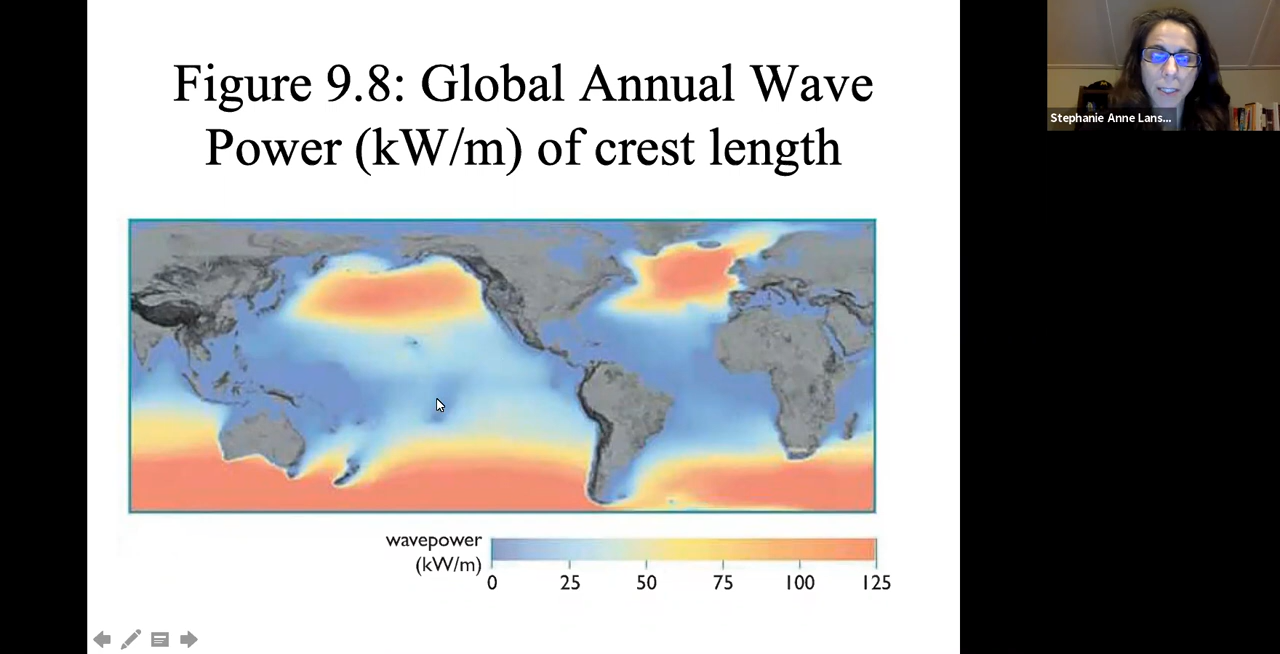 Figure 9.8: Global Annual Wave
Power (kW/m) of crest length
Stephanie Anne Lans...
wavepower
(kW/m)
0 25 50 75 100 125